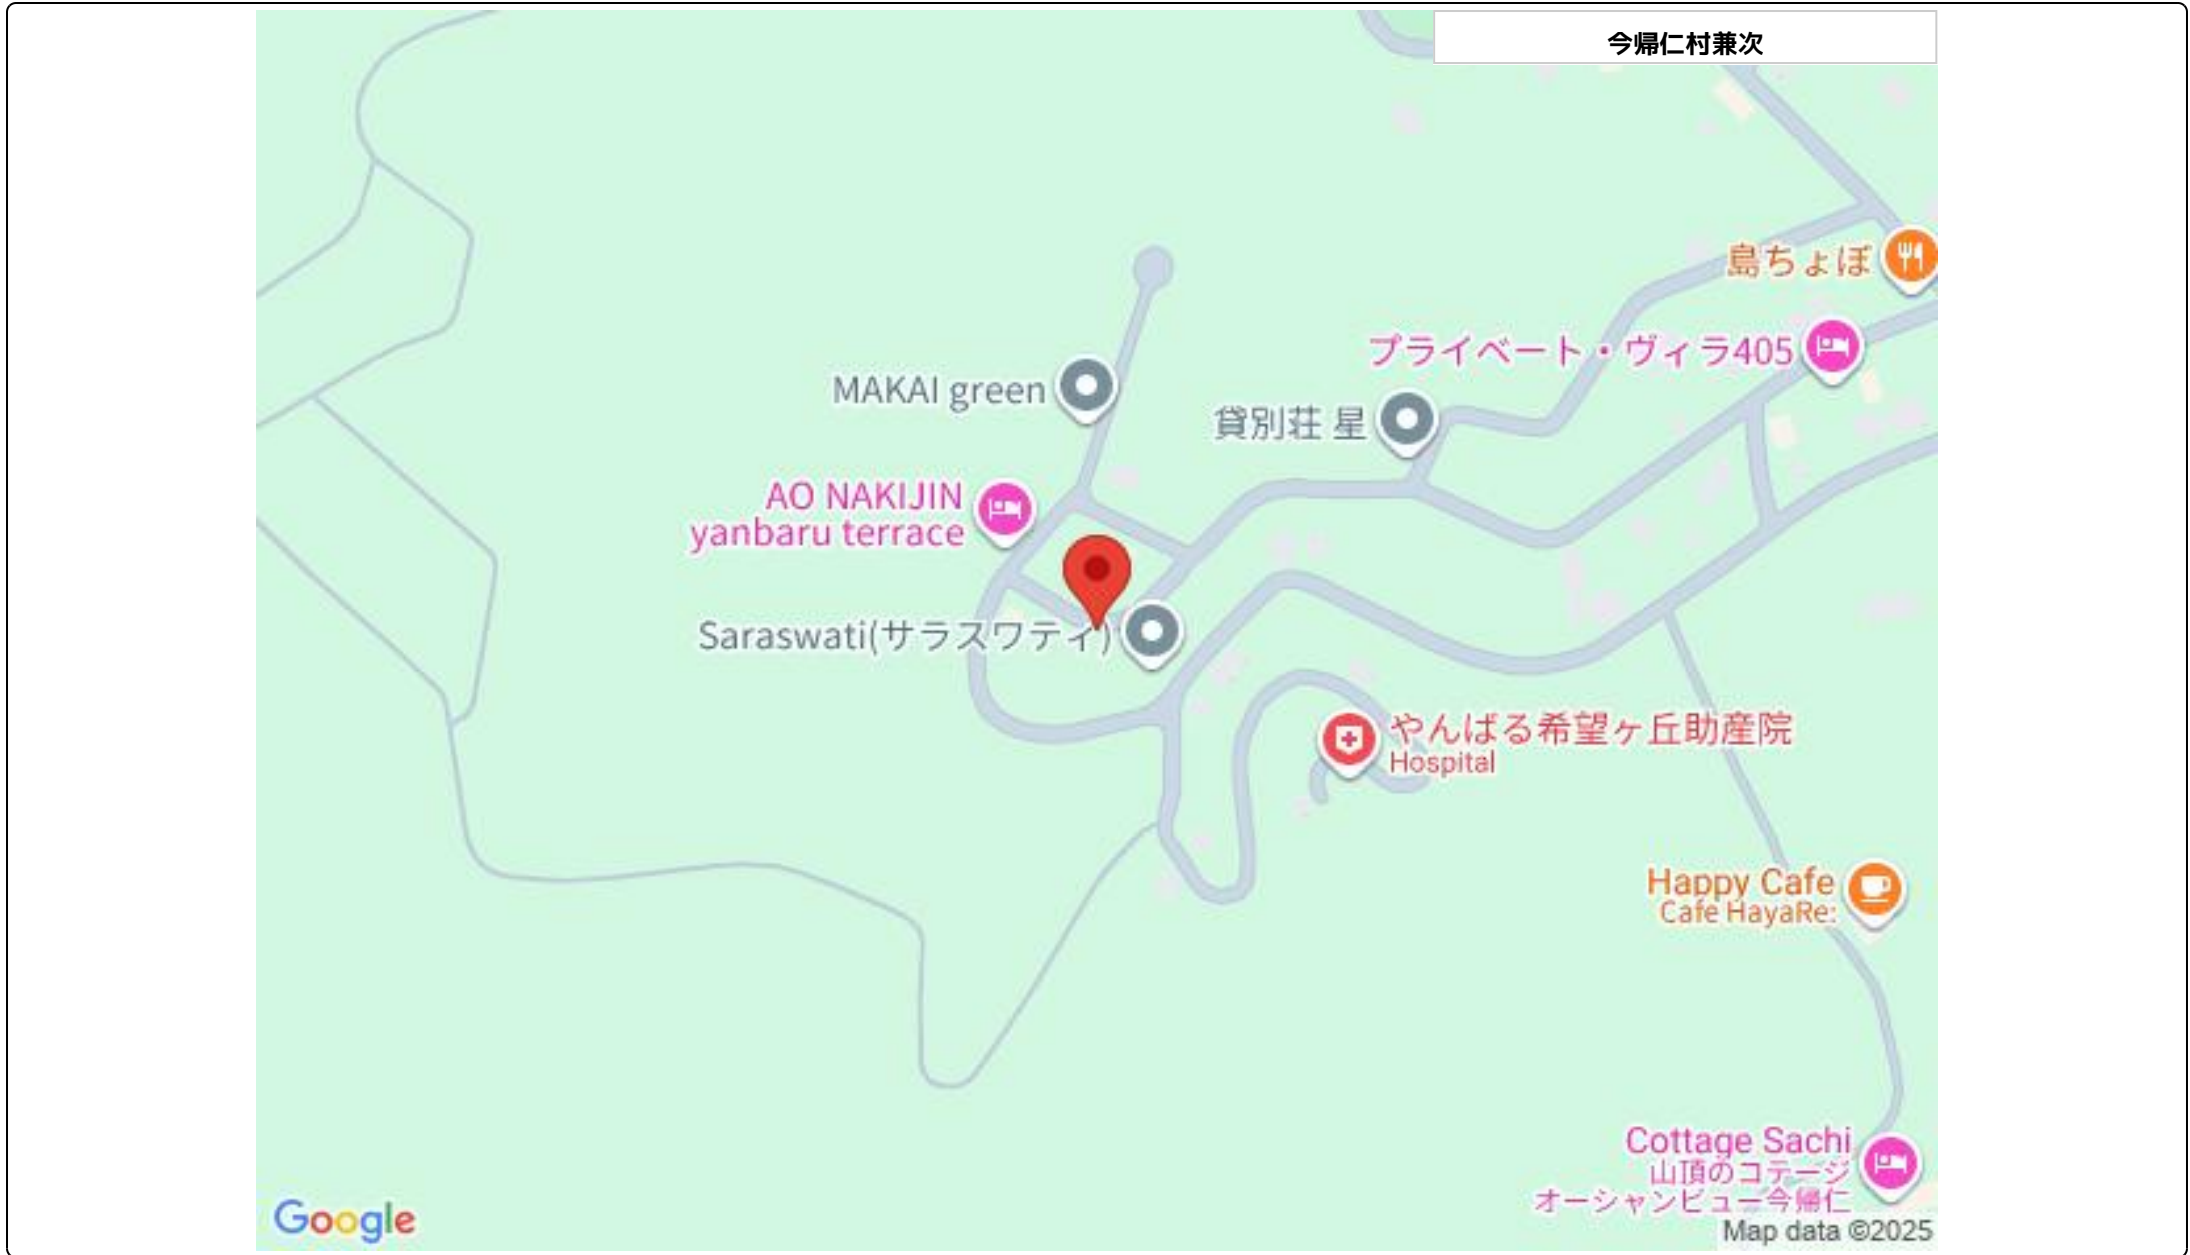 今帰仁村兼次
島ちょぼ
プライベート・ヴィラ405
MAKAI green
貸別荘 星
AO NAKIJIN
yanbaru terrace
Saraswati(サラスワティ)
やんばる希望ヶ丘助産院
Hospital
Happy Cafe
Cafe HayaRe:
Cottage Sachi
山頂のコテージ
オーシャンビュー今帰仁
Google
Map data ©2025